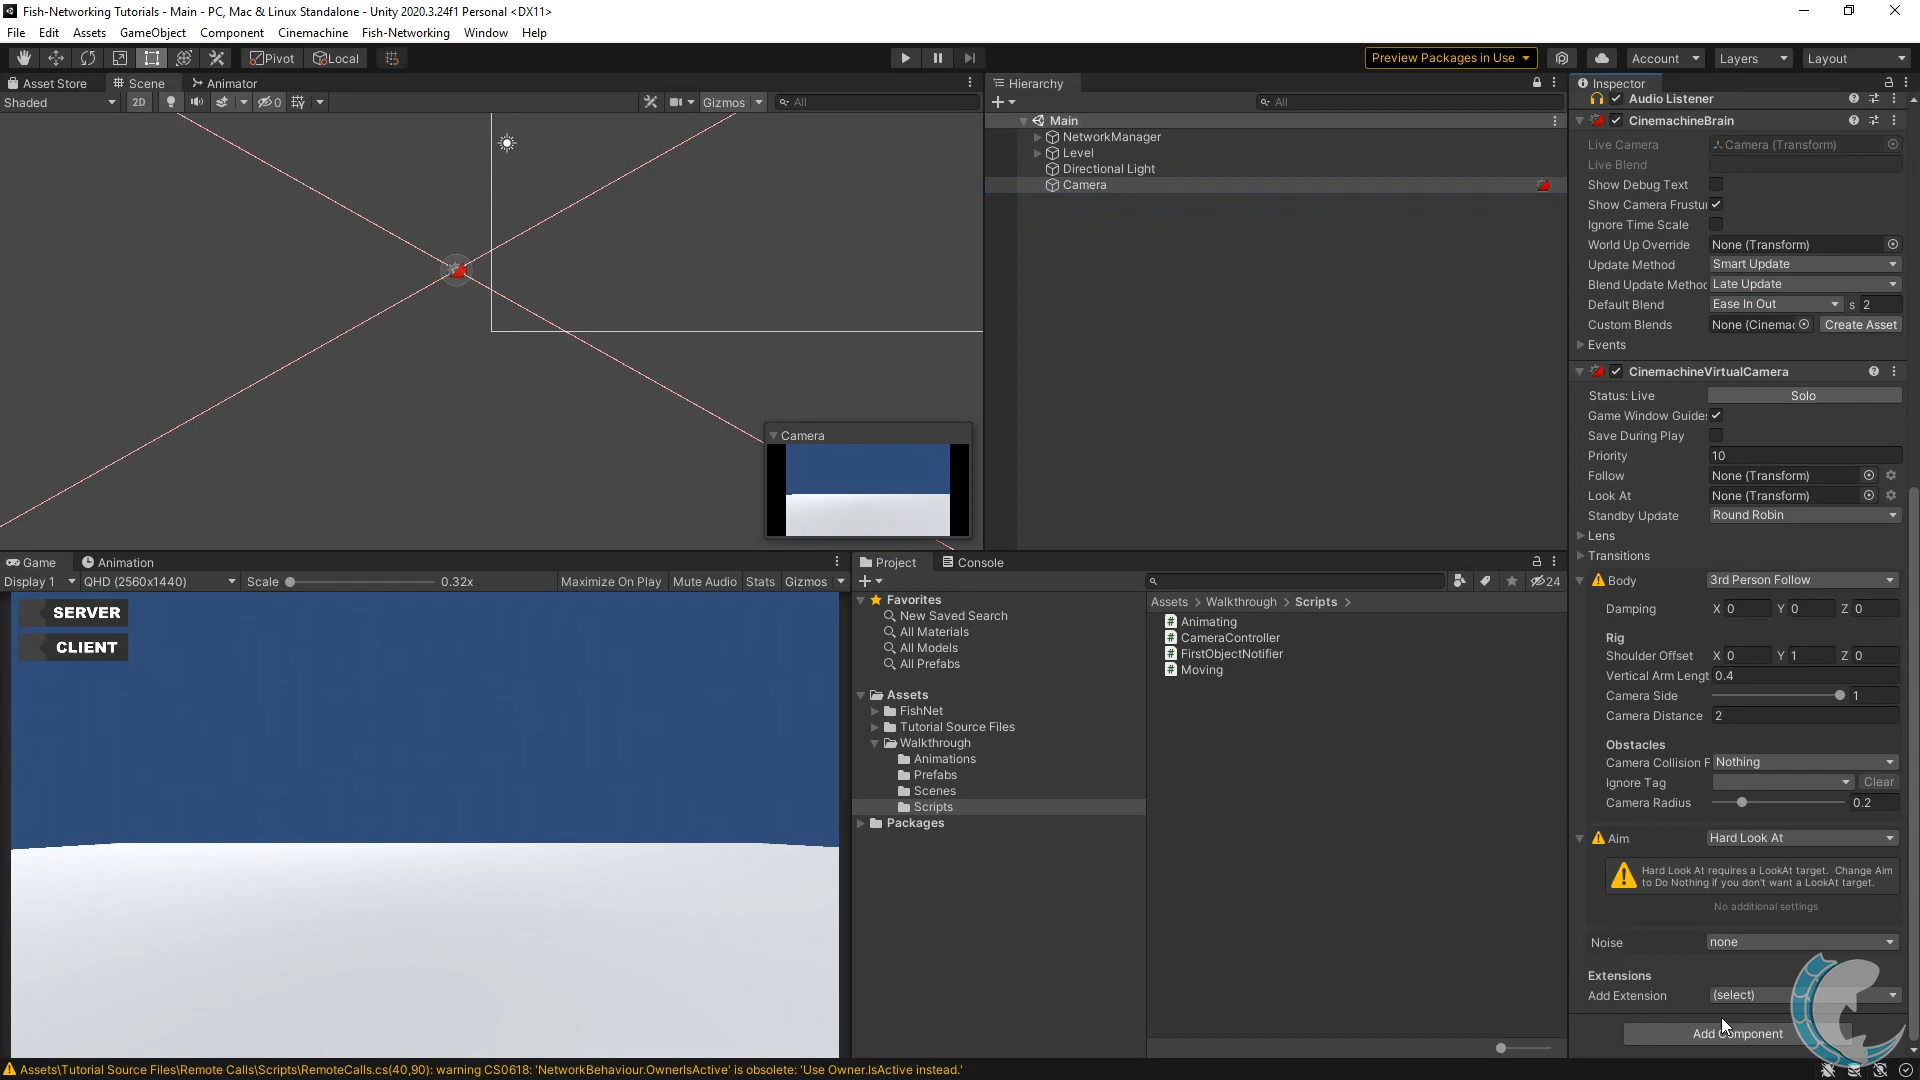 Fish-Networking Tutorials - Main - PC, Mac & Linux Standalone - Unity 2020.3.24f1 Personal <DX11>
File Edit Assets GameObject Component Cinemachine Fish-Networking Window Help
Pivot Local Preview Packages in Use Account Layers Layout
Asset Store Scene Animator
Shaded 2D 0 Gizmos All
Camera
Hierarchy
All
Main
NetworkManager
Level
Directional Light
Camera
Inspector
Audio Listener
CinemachineBrain
Live Camera Camera (Transform)
Live Blend
Show Debug Text
Show Camera Frustu
Ignore Time Scale
World Up Override None (Transform)
Update Method Smart Update
Blend Update Method Late Update
Default Blend Ease In Out s 2
Custom Blends None (Cinemac Create Asset
Events
CinemachineVirtualCamera
Status: Live Solo
Game Window Guides
Save During Play
Priority 10
Follow None (Transform)
Look At None (Transform)
Standby Update Round Robin
Lens
Transitions
Body 3rd Person Follow
Damping X 0 Y 0 Z 0
Rig
Shoulder Offset X 0 Y 1 Z 0
Vertical Arm Lengt 0.4
Camera Side 1
Camera Distance 2
Obstacles
Camera Collision F Nothing
Ignore Tag Clear
Camera Radius 0.2
Aim Hard Look At
Hard Look At requires a LookAt target. Change Aim
to Do Nothing if you don't want a LookAt target.
No additional settings
Noise none
Extensions
Add Extension (select)
Add Component
Game Animation
Display 1 QHD (2560x1440) Scale 0.32x Maximize On Play Mute Audio Stats Gizmos
SERVER
CLIENT
Project Console
24
Favorites
New Saved Search
All Materials
All Models
All Prefabs
Assets
FishNet
Tutorial Source Files
Walkthrough
Animations
Prefabs
Scenes
Scripts
Packages
Assets > Walkthrough > Scripts >
Animating
CameraController
FirstObjectNotifier
Moving
Assets\Tutorial Source Files\Remote Calls\Scripts\RemoteCalls.cs(40,90): warning CS0618: 'NetworkBehaviour.OwnerIsActive' is obsolete: 'Use Owner.IsActive instead.'